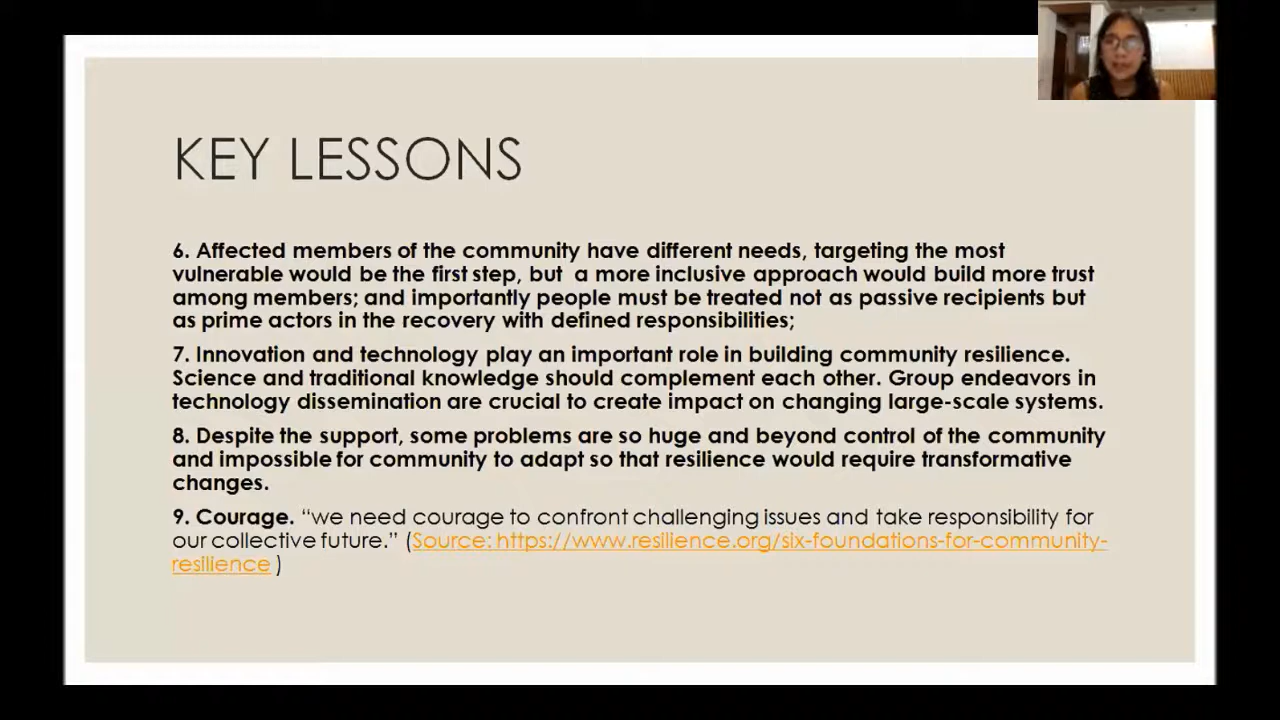 KEY LESSONS
6. Affected members of the community have different needs, targeting the most
vulnerable would be the first step, but a more inclusive approach would build more trust
among members; and importantly people must be treated not as passive recipients but
as prime actors in the recovery with defined responsibilities;
7. Innovation and technology play an important role in building community resilience.
Science and traditional knowledge should complement each other. Group endeavors in
technology dissemination are crucial to create impact on changing large-scale systems.
8. Despite the support, some problems are so huge and beyond control of the community
and impossible for community to adapt so that resilience would require transformative
changes.
9. Courage. “we need courage to confront challenging issues and take responsibility for
our collective future.” (Source: https://www.resilience.org/six-foundations-for-community-
resilience )